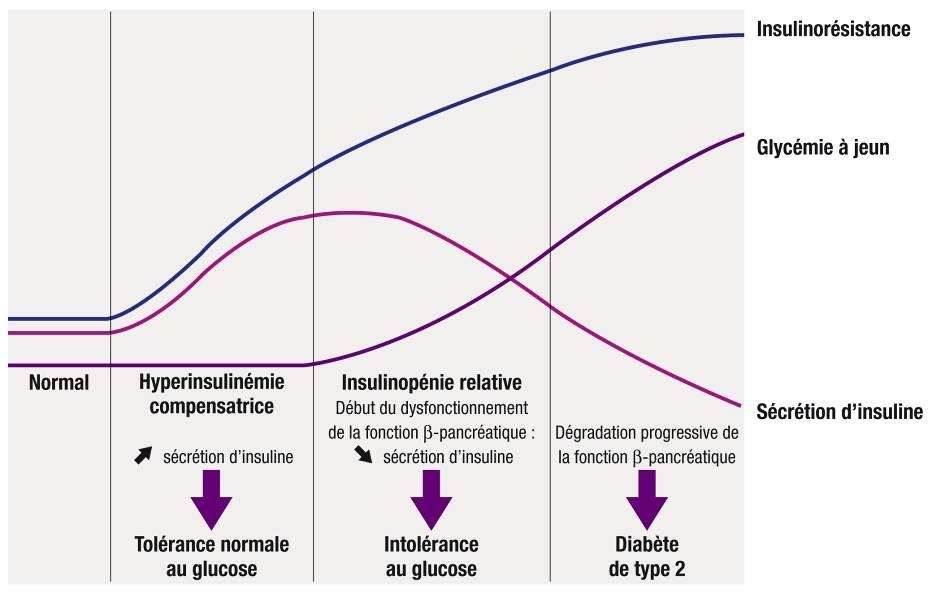 Insulinorésistance
Glycémie à jeun
Sécrétion d'insuline
Normal
Hyperinsulinémie
compensatrice
sécrétion d'insuline
Tolérance normale
au glucose
Insulinopénie relative
Début du dysfonctionnement
de la fonction β-pancréatique :
sécrétion d'insuline
Intolérance
au glucose
Dégradation progressive de
la fonction β-pancréatique
Diabète
de type 2